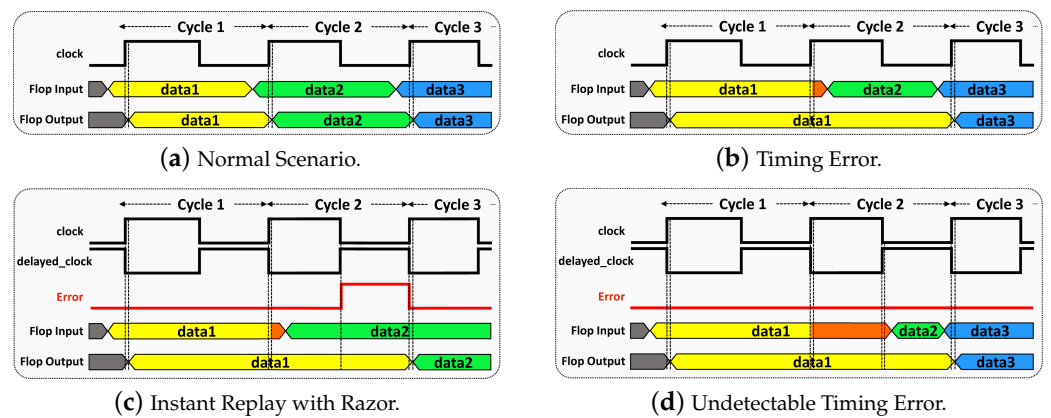 Cycle 1 Cycle 2 Cycle 3
clock
Flop Input data1 data2 data3
Flop Output data1 data2 data3
(a) Normal Scenario.
Cycle 1 Cycle 2 Cycle 3
clock
Flop Input data1 data2 data3
Flop Output data1 data3
(b) Timing Error.
Cycle 1 Cycle 2 Cycle 3
clock
delayed_clock
Error
Flop Input data1 data2
Flop Output data1 data2
(c) Instant Replay with Razor.
Cycle 1 Cycle 2 Cycle 3
clock
delayed_clock
Error
Flop Input data1 data2 data3
Flop Output data1 data3
(d) Undetectable Timing Error.